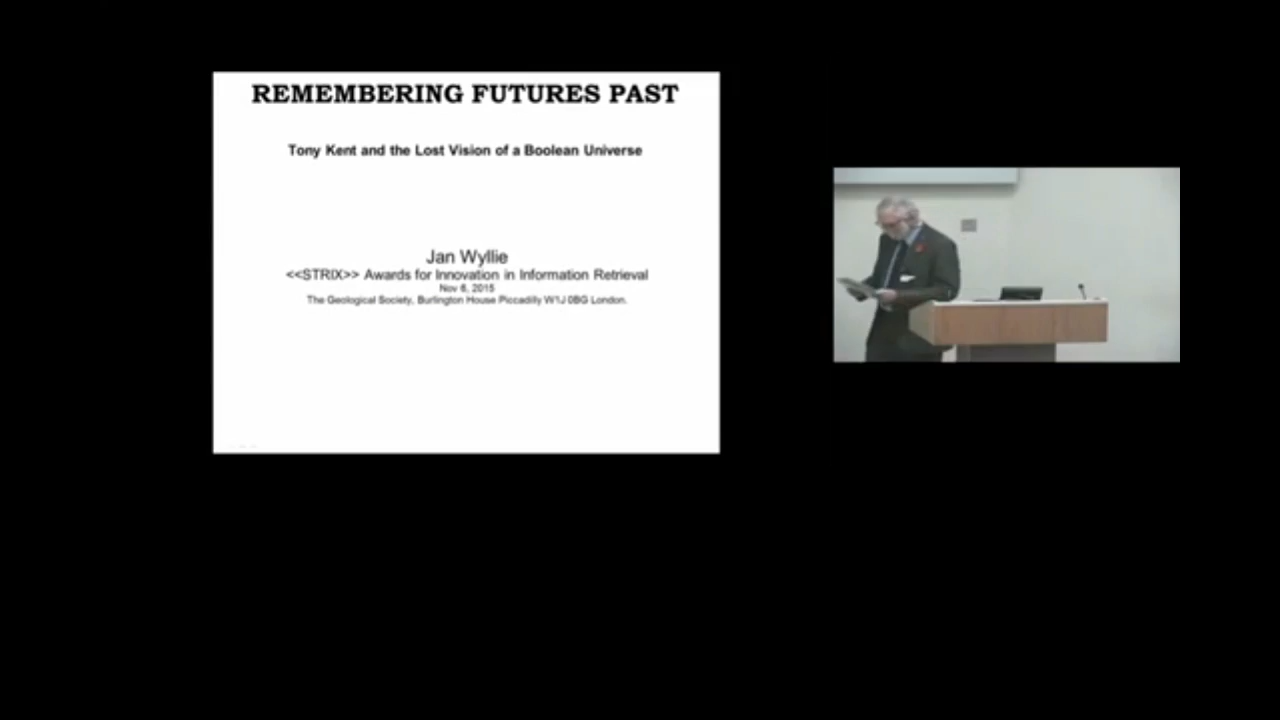 REMEMBERING FUTURES PAST
Tony Kent and the Lost Vision of a Boolean Universe
Jan Wyllie
<<STRIX>> Awards for Innovation in Information Retrieval
Nov 6, 2015
The Geological Society, Burlington House Piccadilly W1J 0BG London.